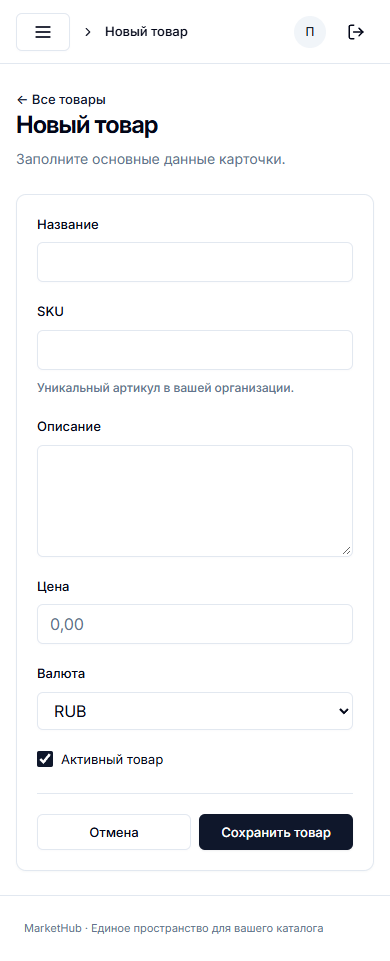 Новый товар
П
← Все товары
Новый товар
Заполните основные данные карточки.
Название
SKU
Уникальный артикул в вашей организации.
Описание
Цена
0,00
Валюта
RUB
Активный товар
Отмена
Сохранить товар
MarketHub · Единое пространство для вашего каталога